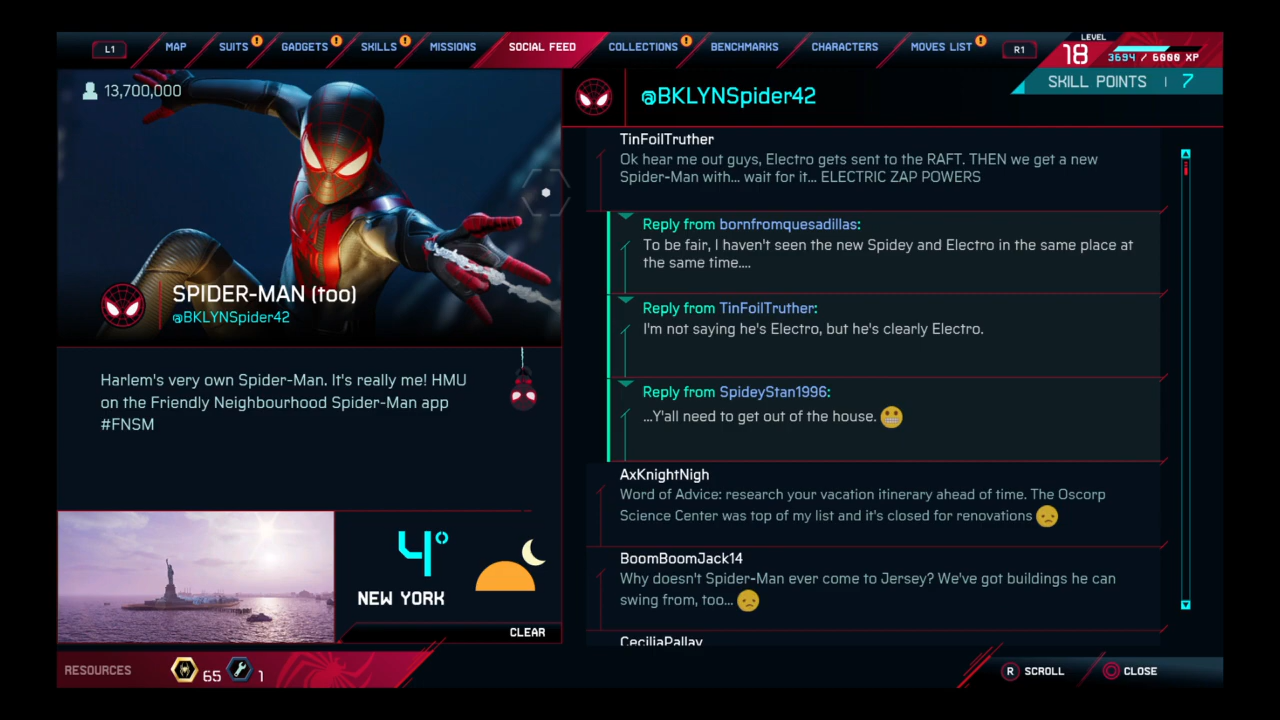 L1
MAP
SUITS
GADGETS
SKILLS
MISSIONS
SOCIAL FEED
COLLECTIONS
BENCHMARKS
CHARACTERS
MOVES LIST
R1
LEVEL
18
3694 / 6000 XP
SKILL POINTS | 7
13,700,000
SPIDER-MAN (too)
@BKLYNSpider42
Harlem's very own Spider-Man. It's really me! HMU
on the Friendly Neighbourhood Spider-Man app
#FNSM
4°
NEW YORK
CLEAR
@BKLYNSpider42
TinFoilTruther
Ok hear me out guys, Electro gets sent to the RAFT. THEN we get a new
Spider-Man with... wait for it... ELECTRIC ZAP POWERS
Reply from bornfromquesadillas:
To be fair, I haven't seen the new Spidey and Electro in the same place at
the same time....
Reply from TinFoilTruther:
I'm not saying he's Electro, but he's clearly Electro.
Reply from SpideyStan1996:
...Y'all need to get out of the house. 😬
AxKnightNigh
Word of Advice: research your vacation itinerary ahead of time. The Oscorp
Science Center was top of my list and it's closed for renovations 🙁
BoomBoomJack14
Why doesn't Spider-Man ever come to Jersey? We've got buildings he can
swing from, too... 🙁
CeciliaPallav
RESOURCES
65
1
R SCROLL
CLOSE